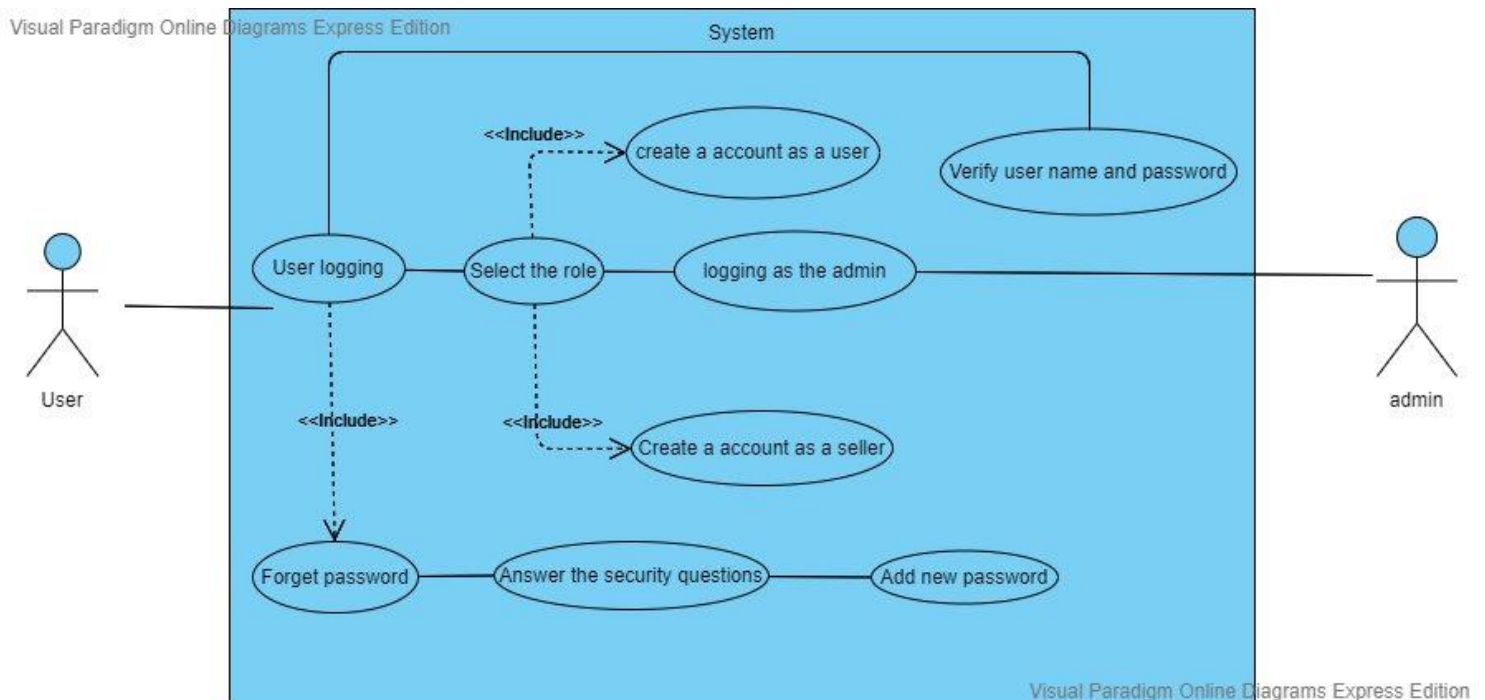 Visual Paradigm Online Diagrams Express Edition
System
<<Include>>
create a account as a user
Verify user name and password
User logging
Select the role
logging as the admin
User
admin
<<Include>>
<<Include>>
Create a account as a seller
Forget password
Answer the security questions
Add new password
Visual Paradigm Online Diagrams Express Edition